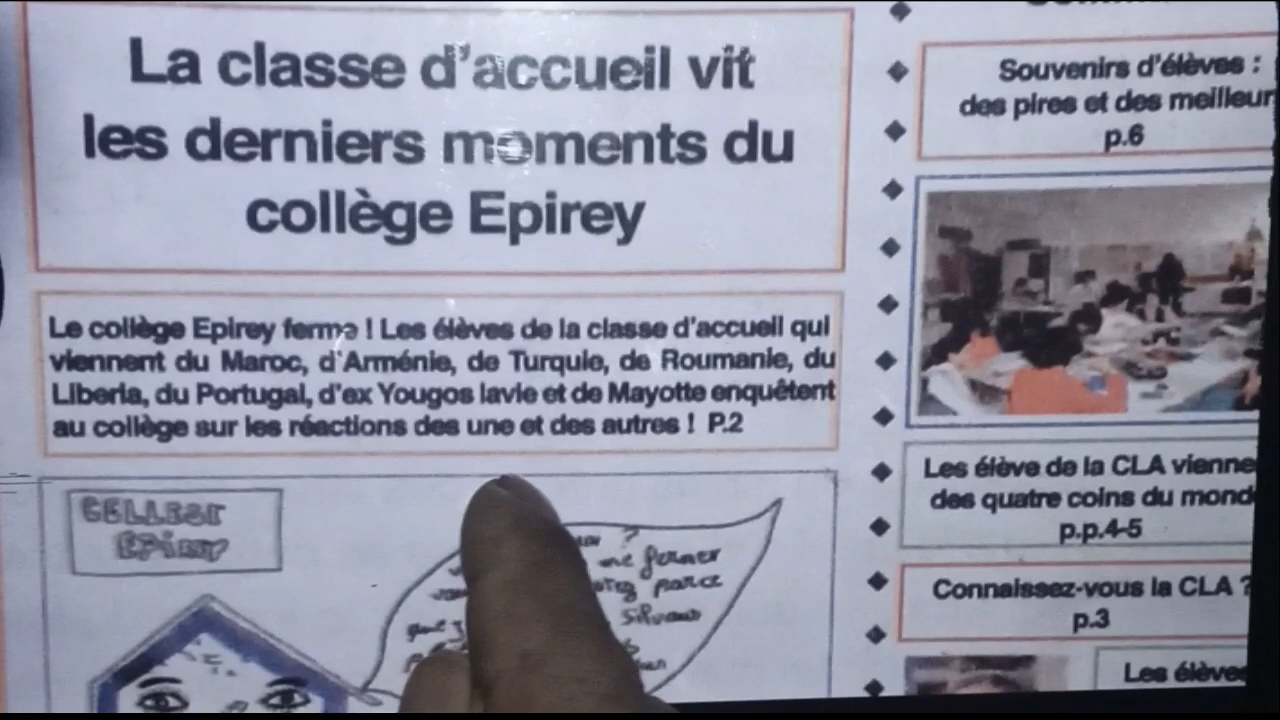 La classe d'accueil vit
les derniers moments du
collège Epirey
Le collège Epirey ferme ! Les élèves de la classe d'accueil qui
viennent du Maroc, d'Arménie, de Turquie, de Roumanie, du
Liberia, du Portugal, d'ex Yougos lavie et de Mayotte enquêtent
au collège sur les réactions des une et des autres ! P.2
EPirey
?
me fermer
parce
Souvenirs d'élèves :
des pires et des meilleur
p.6
Les élève de la CLA vienne
des quatre coins du mond
p.p.4-5
Connaissez-vous la CLA ?
p.3
Les élèves